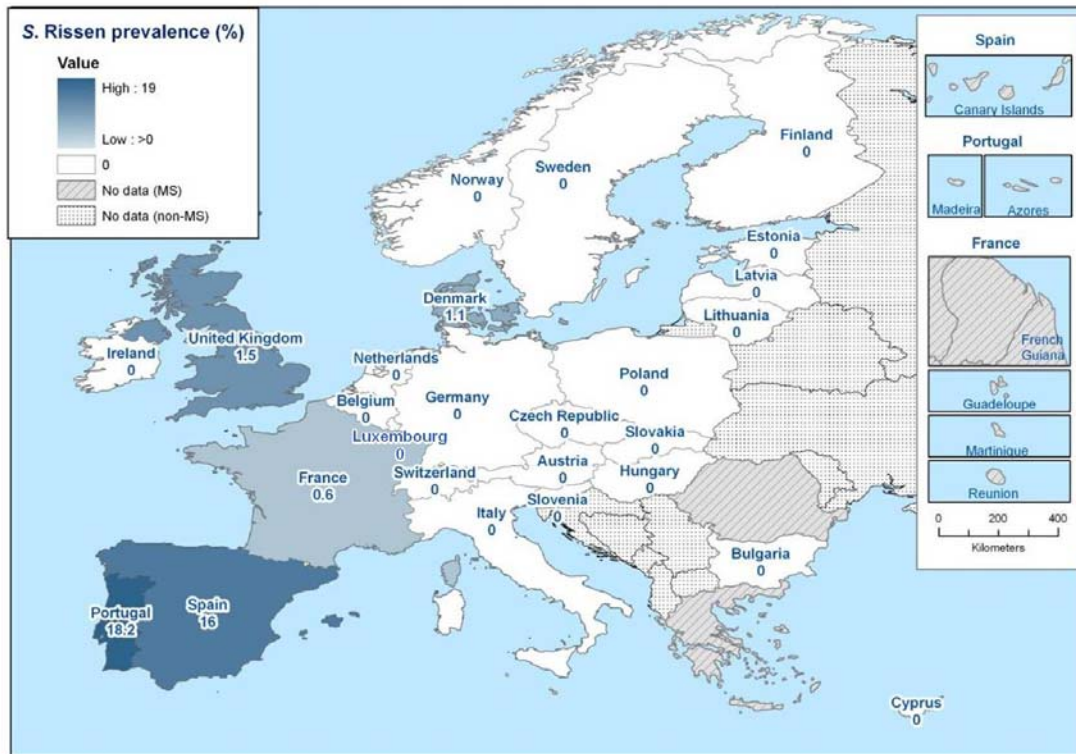 S. Rissen prevalence (%)
Value
High : 19
Low : >0
0
No data (MS)
No data (non-MS)
Norway
0
Sweden
0
Finland
0
Estonia
0
Latvia
0
Lithuania
0
Denmark
1.1
United Kingdom
1.5
Ireland
0
Netherlands
0
Belgium
0
Germany
0
Poland
0
Luxembourg
0
Czech Republic
0
Slovakia
0
France
0.6
Switzerland
0
Austria
0
Hungary
0
Slovenia
0
Italy
0
Bulgaria
0
Portugal
18.2
Spain
16
Cyprus
0
Spain
Canary Islands
Portugal
Madeira
Azores
France
French
Guiana
Guadeloupe
Martinique
Reunion
0 200 400
Kilometers